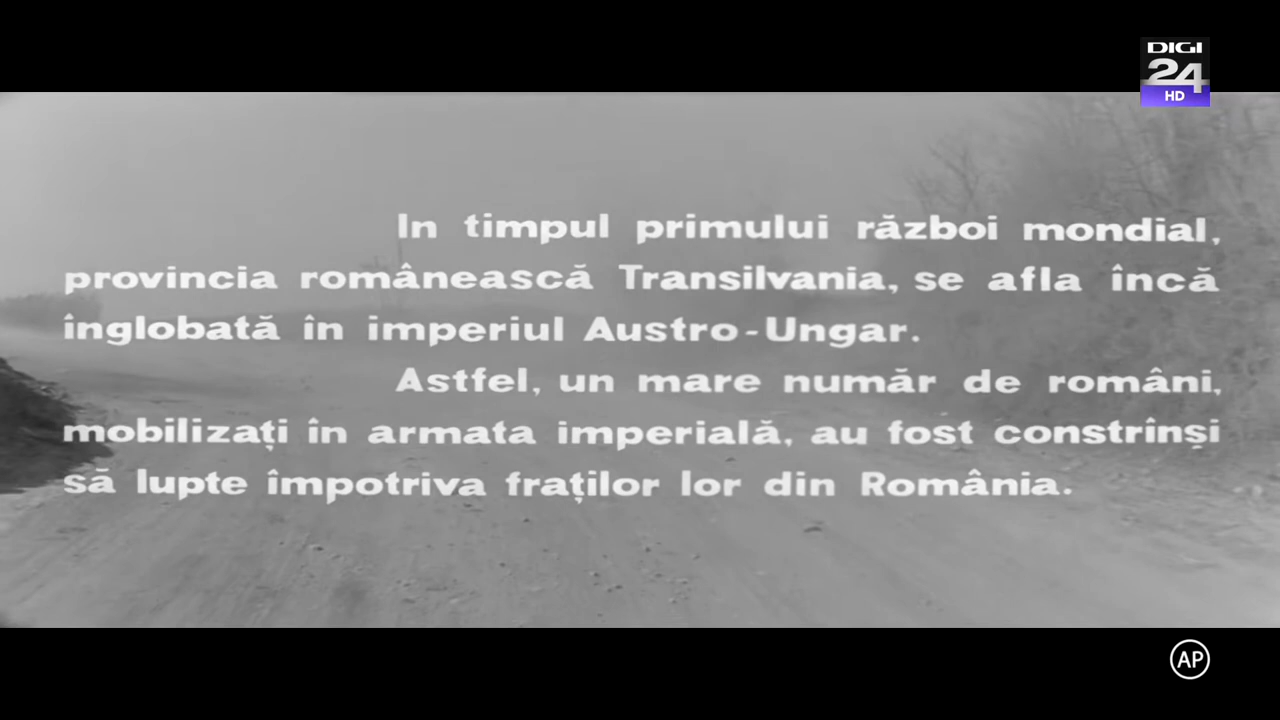 DIGI
24
HD
In timpul primului război mondial,
provincia românească Transilvania, se afla încă
înglobată în imperiul Austro-Ungar.
Astfel, un mare număr de români,
mobilizați în armata imperială, au fost constrînși
să lupte împotriva fraților lor din România.
AP